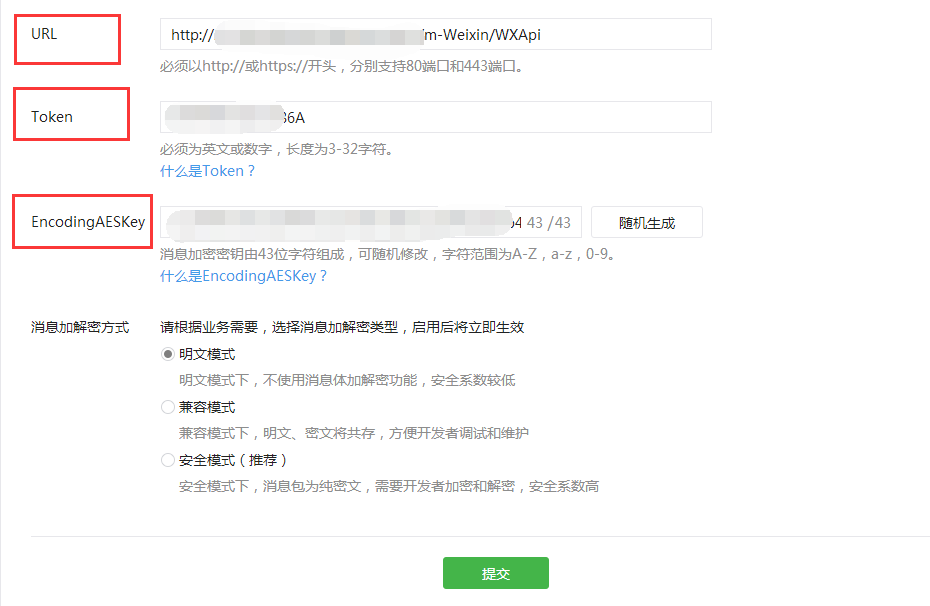 URL
http:// m-Weixin/WXApi
必须以http://或https://开头，分别支持80端口和443端口。
Token
36A
必须为英文或数字，长度为3-32字符。
什么是Token？
EncodingAESKey
43 /43
随机生成
消息加密密钥由43位字符组成，可随机修改，字符范围为A-Z，a-z，0-9。
什么是EncodingAESKey？
消息加解密方式
请根据业务需要，选择消息加解密类型，启用后将立即生效
明文模式
明文模式下，不使用消息体加解密功能，安全系数较低
兼容模式
兼容模式下，明文、密文将共存，方便开发者调试和维护
安全模式（推荐）
安全模式下，消息包为纯密文，需要开发者加密和解密，安全系数高
提交